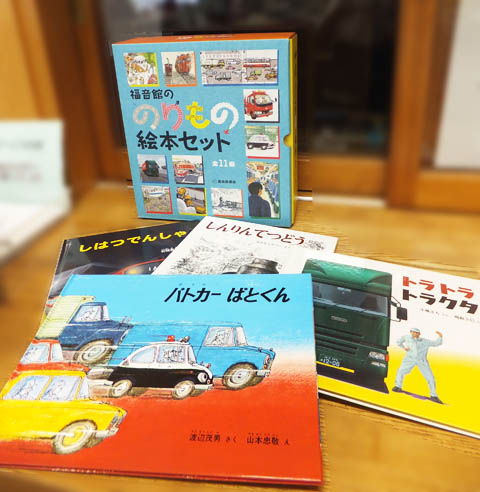 福音館の
のりもの
絵本セット
全11冊
しはつでんしゃ
しんりんてつどう
パトカー ぱとくん
渡辺茂男 さく 山本忠敬 え
トラトラ
トラクタ